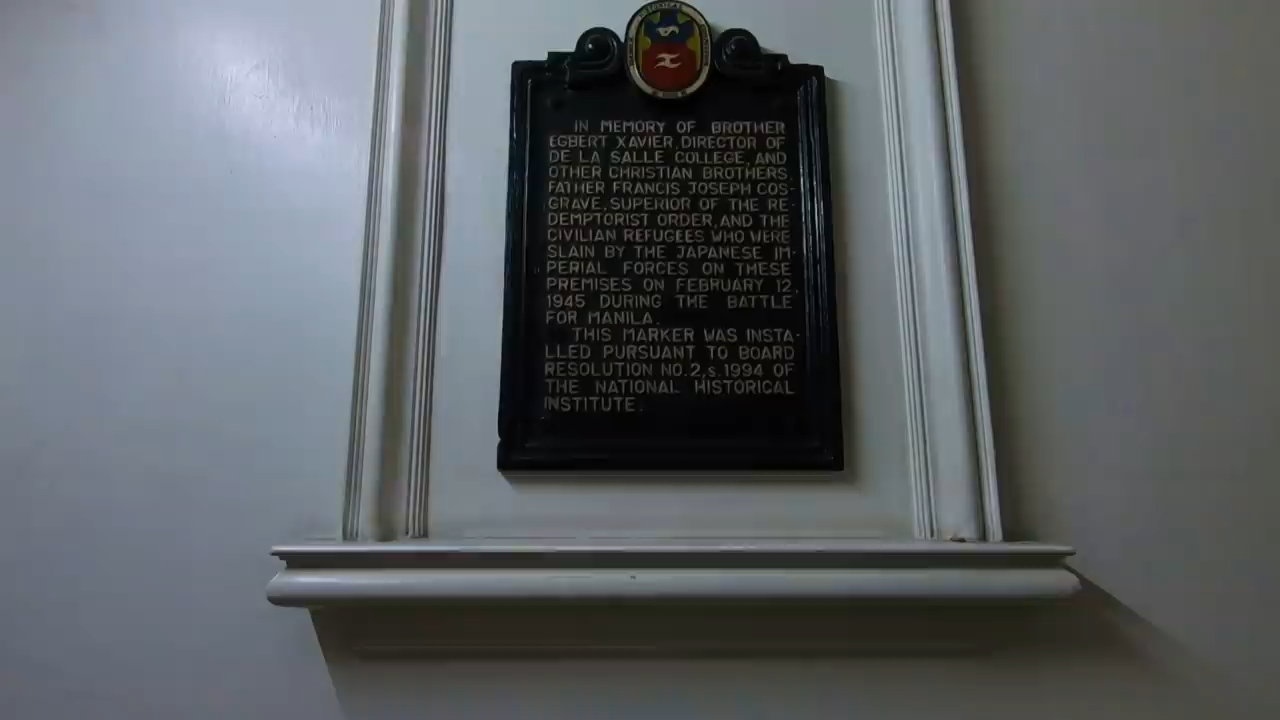 HISTORICAL
IN MEMORY OF BROTHER
EGBERT XAVIER, DIRECTOR OF
DE LA SALLE COLLEGE, AND
OTHER CHRISTIAN BROTHERS.
FATHER FRANCIS JOSEPH COS-
GRAVE, SUPERIOR OF THE RE-
DEMPTORIST ORDER, AND THE
CIVILIAN REFUGEES WHO WERE
SLAIN BY THE JAPANESE IM-
PERIAL FORCES ON THESE
PREMISES ON FEBRUARY 12,
1945 DURING THE BATTLE
FOR MANILA.
THIS MARKER WAS INSTA-
LLED PURSUANT TO BOARD
RESOLUTION NO. 2, s. 1994 OF
THE NATIONAL HISTORICAL
INSTITUTE.